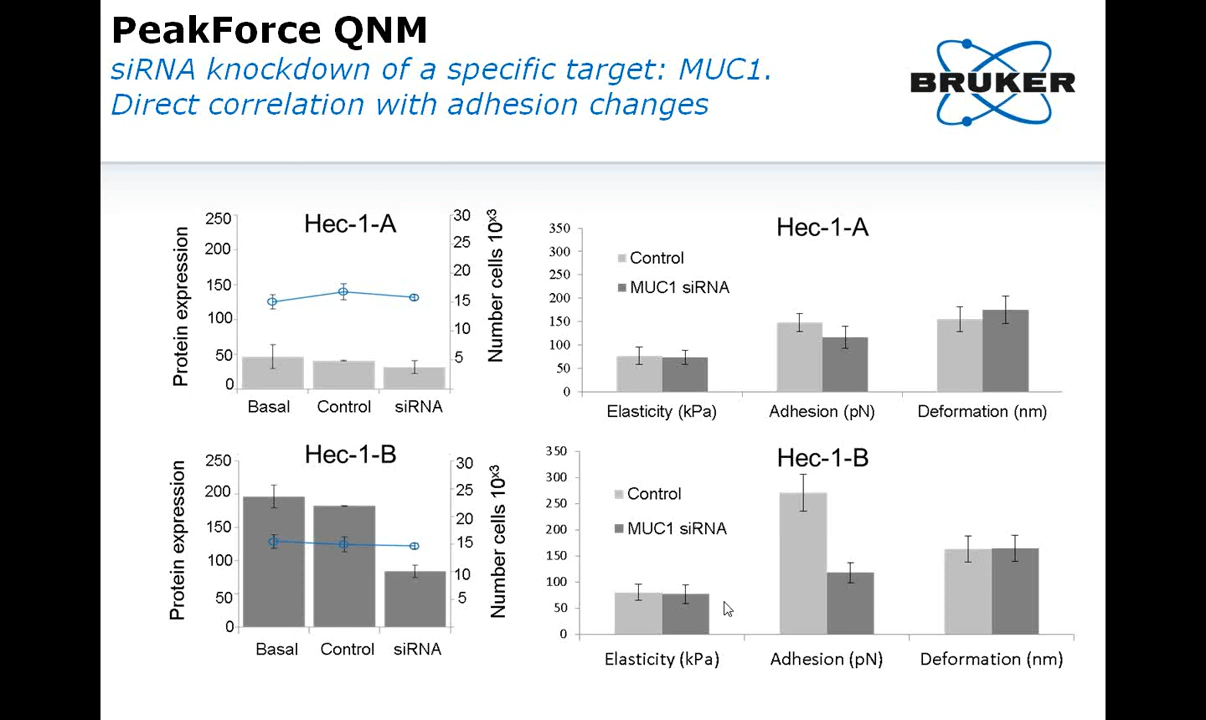 PeakForce QNM
siRNA knockdown of a specific target: MUC1.
Direct correlation with adhesion changes
BRUKER
Hec-1-A
Protein expression
250
200
150
100
50
0
30
25
20
15
10
5
Number cells 10^x3
Basal Control siRNA
Hec-1-A
350
300
250
200
150
100
50
0
Control
MUC1 siRNA
Elasticity (kPa) Adhesion (pN) Deformation (nm)
Hec-1-B
Protein expression
250
200
150
100
50
0
30
25
20
15
10
5
Number cells 10^x3
Basal Control siRNA
Hec-1-B
350
300
250
200
150
100
50
0
Control
MUC1 siRNA
Elasticity (kPa) Adhesion (pN) Deformation (nm)